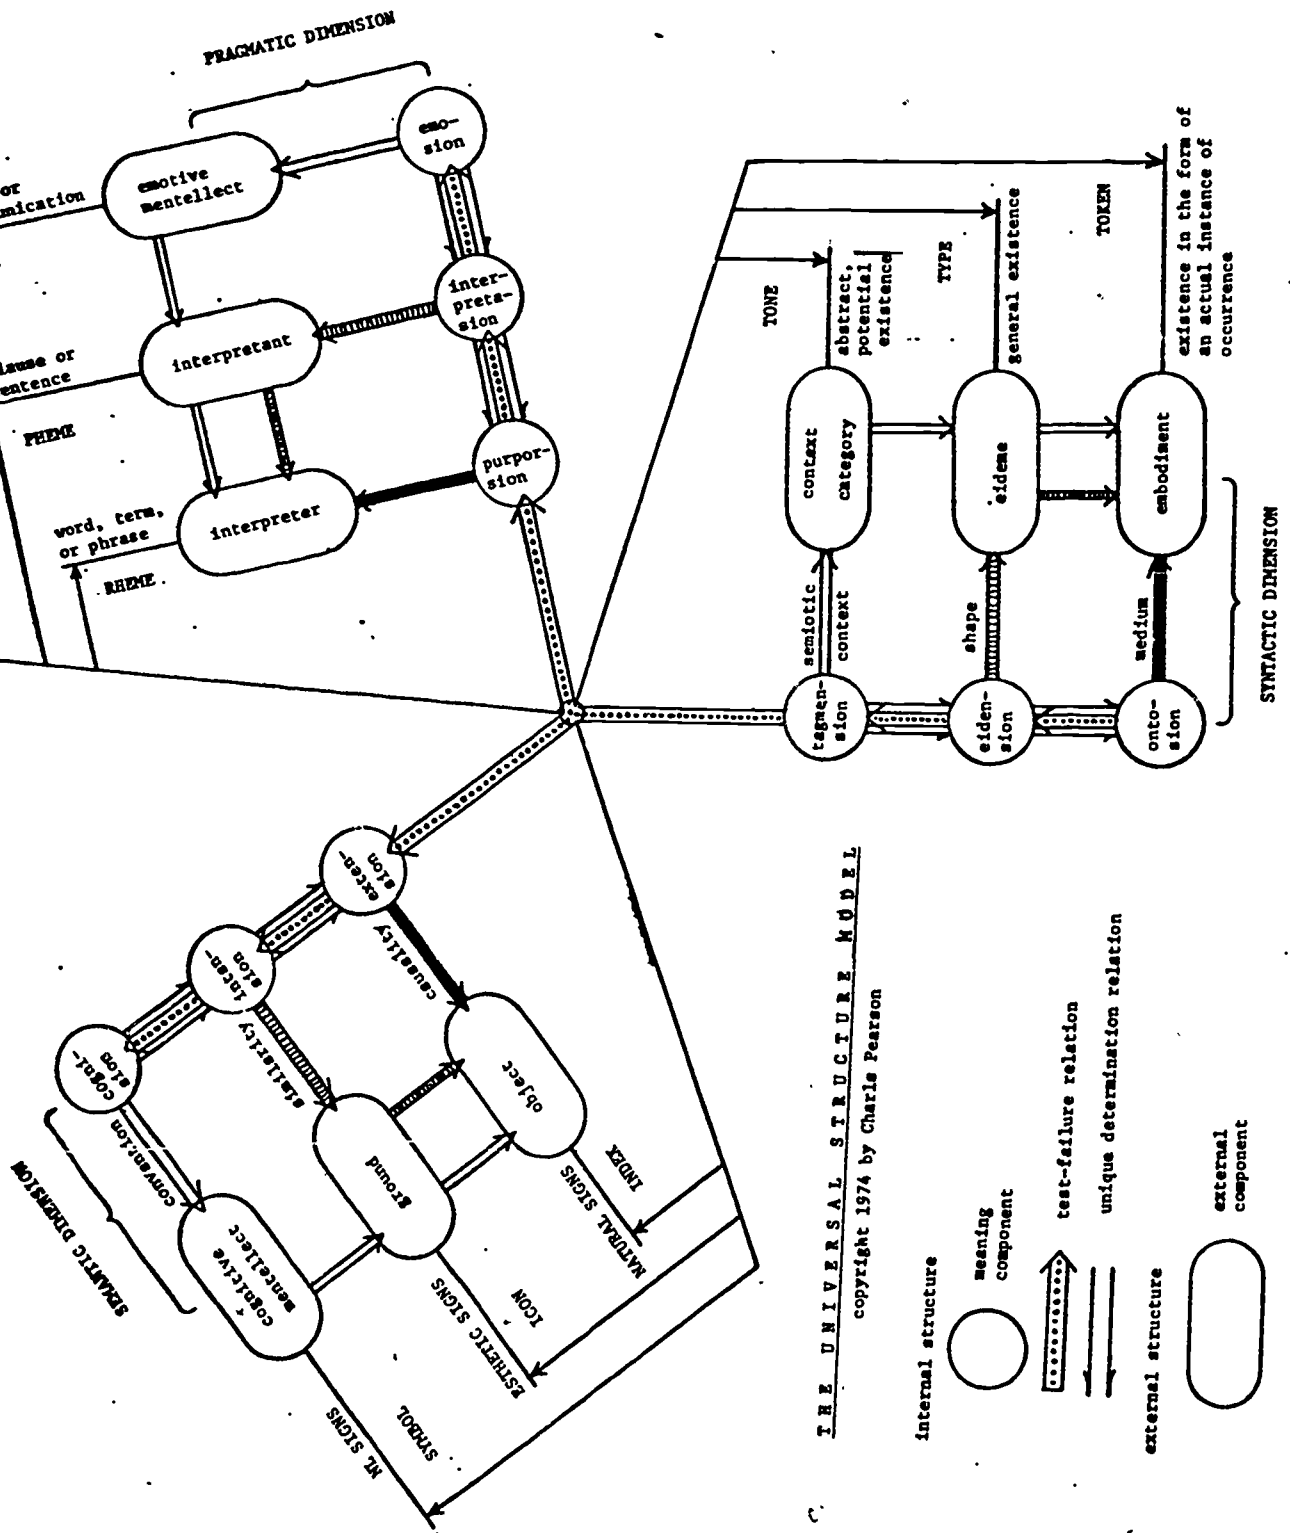 PRAGMATIC DIMENSION
emo-
sion
emotive
mentellect
or
inter-
preta-
sion
interpretant
clause or
PHEME
purpor-
sion
interpreter
word, term,
or phrase
RHEME
TONE
abstract,
potential
existence
TYPE
general existence
TOKEN
existence in the form of
an actual instance of
occurrence
context
category
eideme
embodiment
semiotic
context
shape
medium
tagmen-
sion
eiden-
sion
onto-
sion
SYNTACTIC DIMENSION
exten-
sion
inten-
sion
cogni-
sion
causality
similarity
convention
object
ground
cognitive
mentellect
SEMANTIC DIMENSION
INDEX
NATURAL SIGNS
ICON
ESTHETIC SIGNS
SYMBOL
NL SIGNS
THE UNIVERSAL STRUCTURE MODEL
copyright 1974 by Charls Pearson
internal structure
meaning
component
test-failure relation
unique determination relation
external structure
external
component